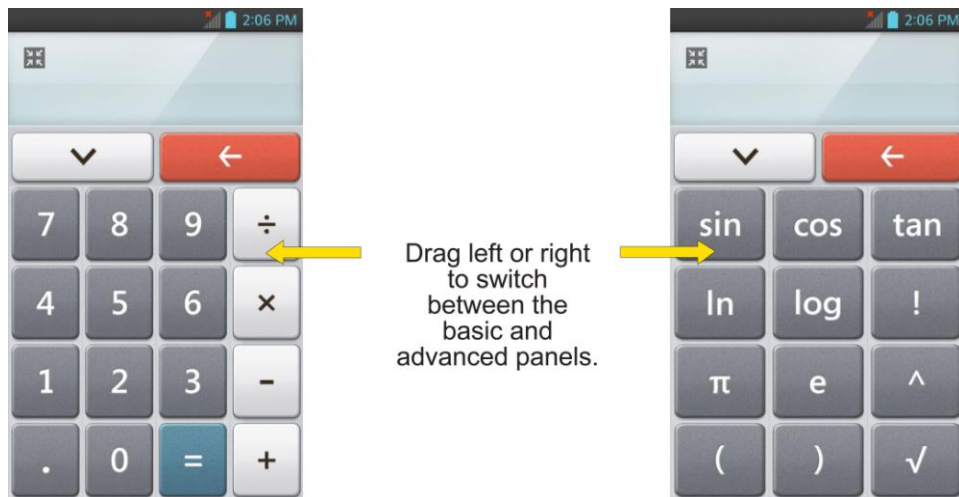 2:06 PM
7 8 9 ÷
4 5 6 ×
1 2 3 -
. 0 = +
Drag left or right
to switch
between the
basic and
advanced panels.
2:06 PM
sin cos tan
ln log !
π e ^
( ) √